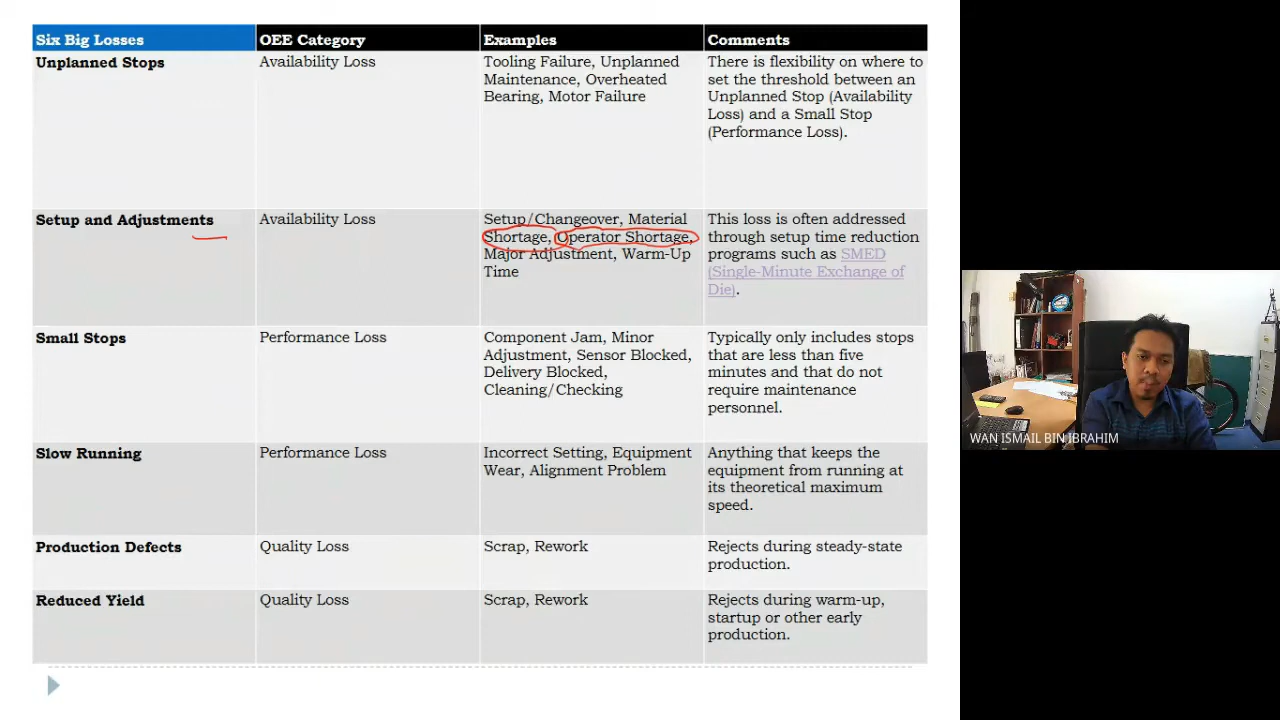 Six Big Losses
OEE Category
Examples
Comments
Unplanned Stops
Availability Loss
Tooling Failure, Unplanned
Maintenance, Overheated
Bearing, Motor Failure
There is flexibility on where to
set the threshold between an
Unplanned Stop (Availability
Loss) and a Small Stop
(Performance Loss).
Setup and Adjustments
Availability Loss
Setup/Changeover, Material
Shortage, Operator Shortage,
Major Adjustment, Warm-Up
Time
This loss is often addressed
through setup time reduction
programs such as SMED
(Single-Minute Exchange of
Die).
Small Stops
Performance Loss
Component Jam, Minor
Adjustment, Sensor Blocked,
Delivery Blocked,
Cleaning/Checking
Typically only includes stops
that are less than five
minutes and that do not
require maintenance
personnel.
Slow Running
Performance Loss
Incorrect Setting, Equipment
Wear, Alignment Problem
Anything that keeps the
equipment from running at
its theoretical maximum
speed.
Production Defects
Quality Loss
Scrap, Rework
Rejects during steady-state
production.
Reduced Yield
Quality Loss
Scrap, Rework
Rejects during warm-up,
startup or other early
production.
WAN ISMAIL BIN IBRAHIM